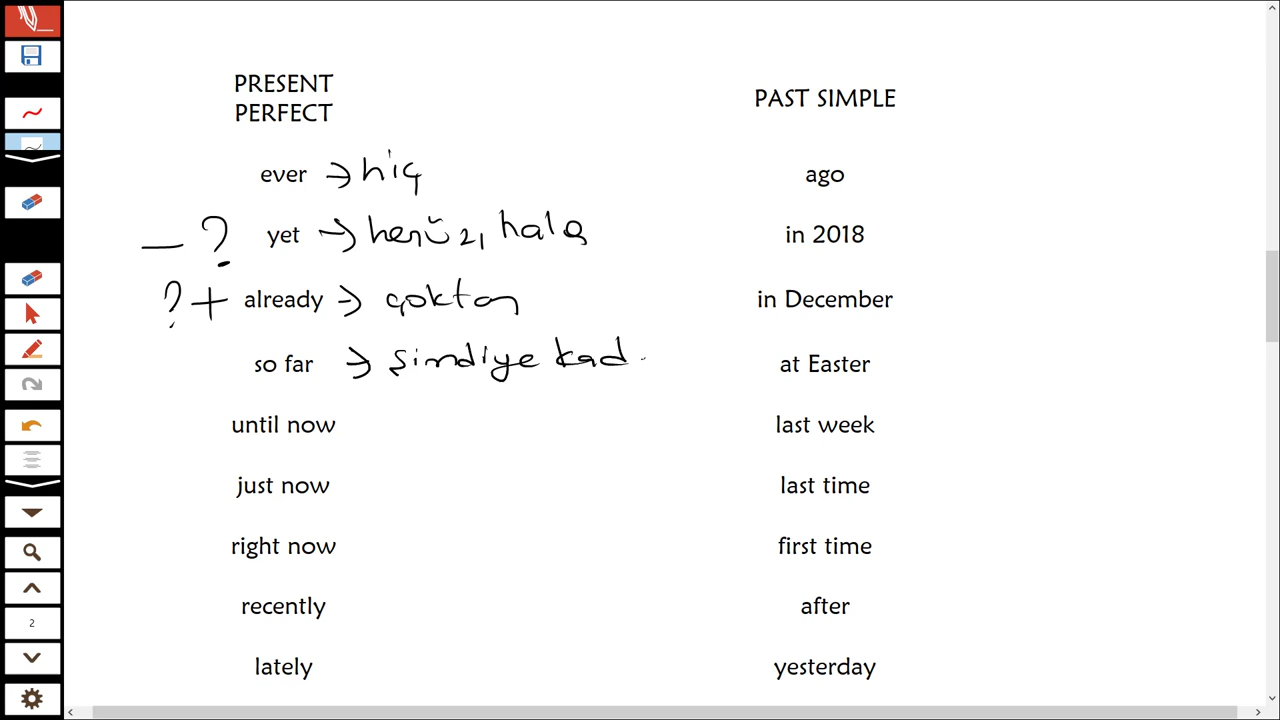 PRESENT
PERFECT
PAST SIMPLE
ever → hiç
ago
— ? yet → henüz, hala
in 2018
? + already → çoktan
in December
so far → şimdiye kad
at Easter
until now
last week
just now
last time
right now
first time
recently
after
lately
yesterday
2